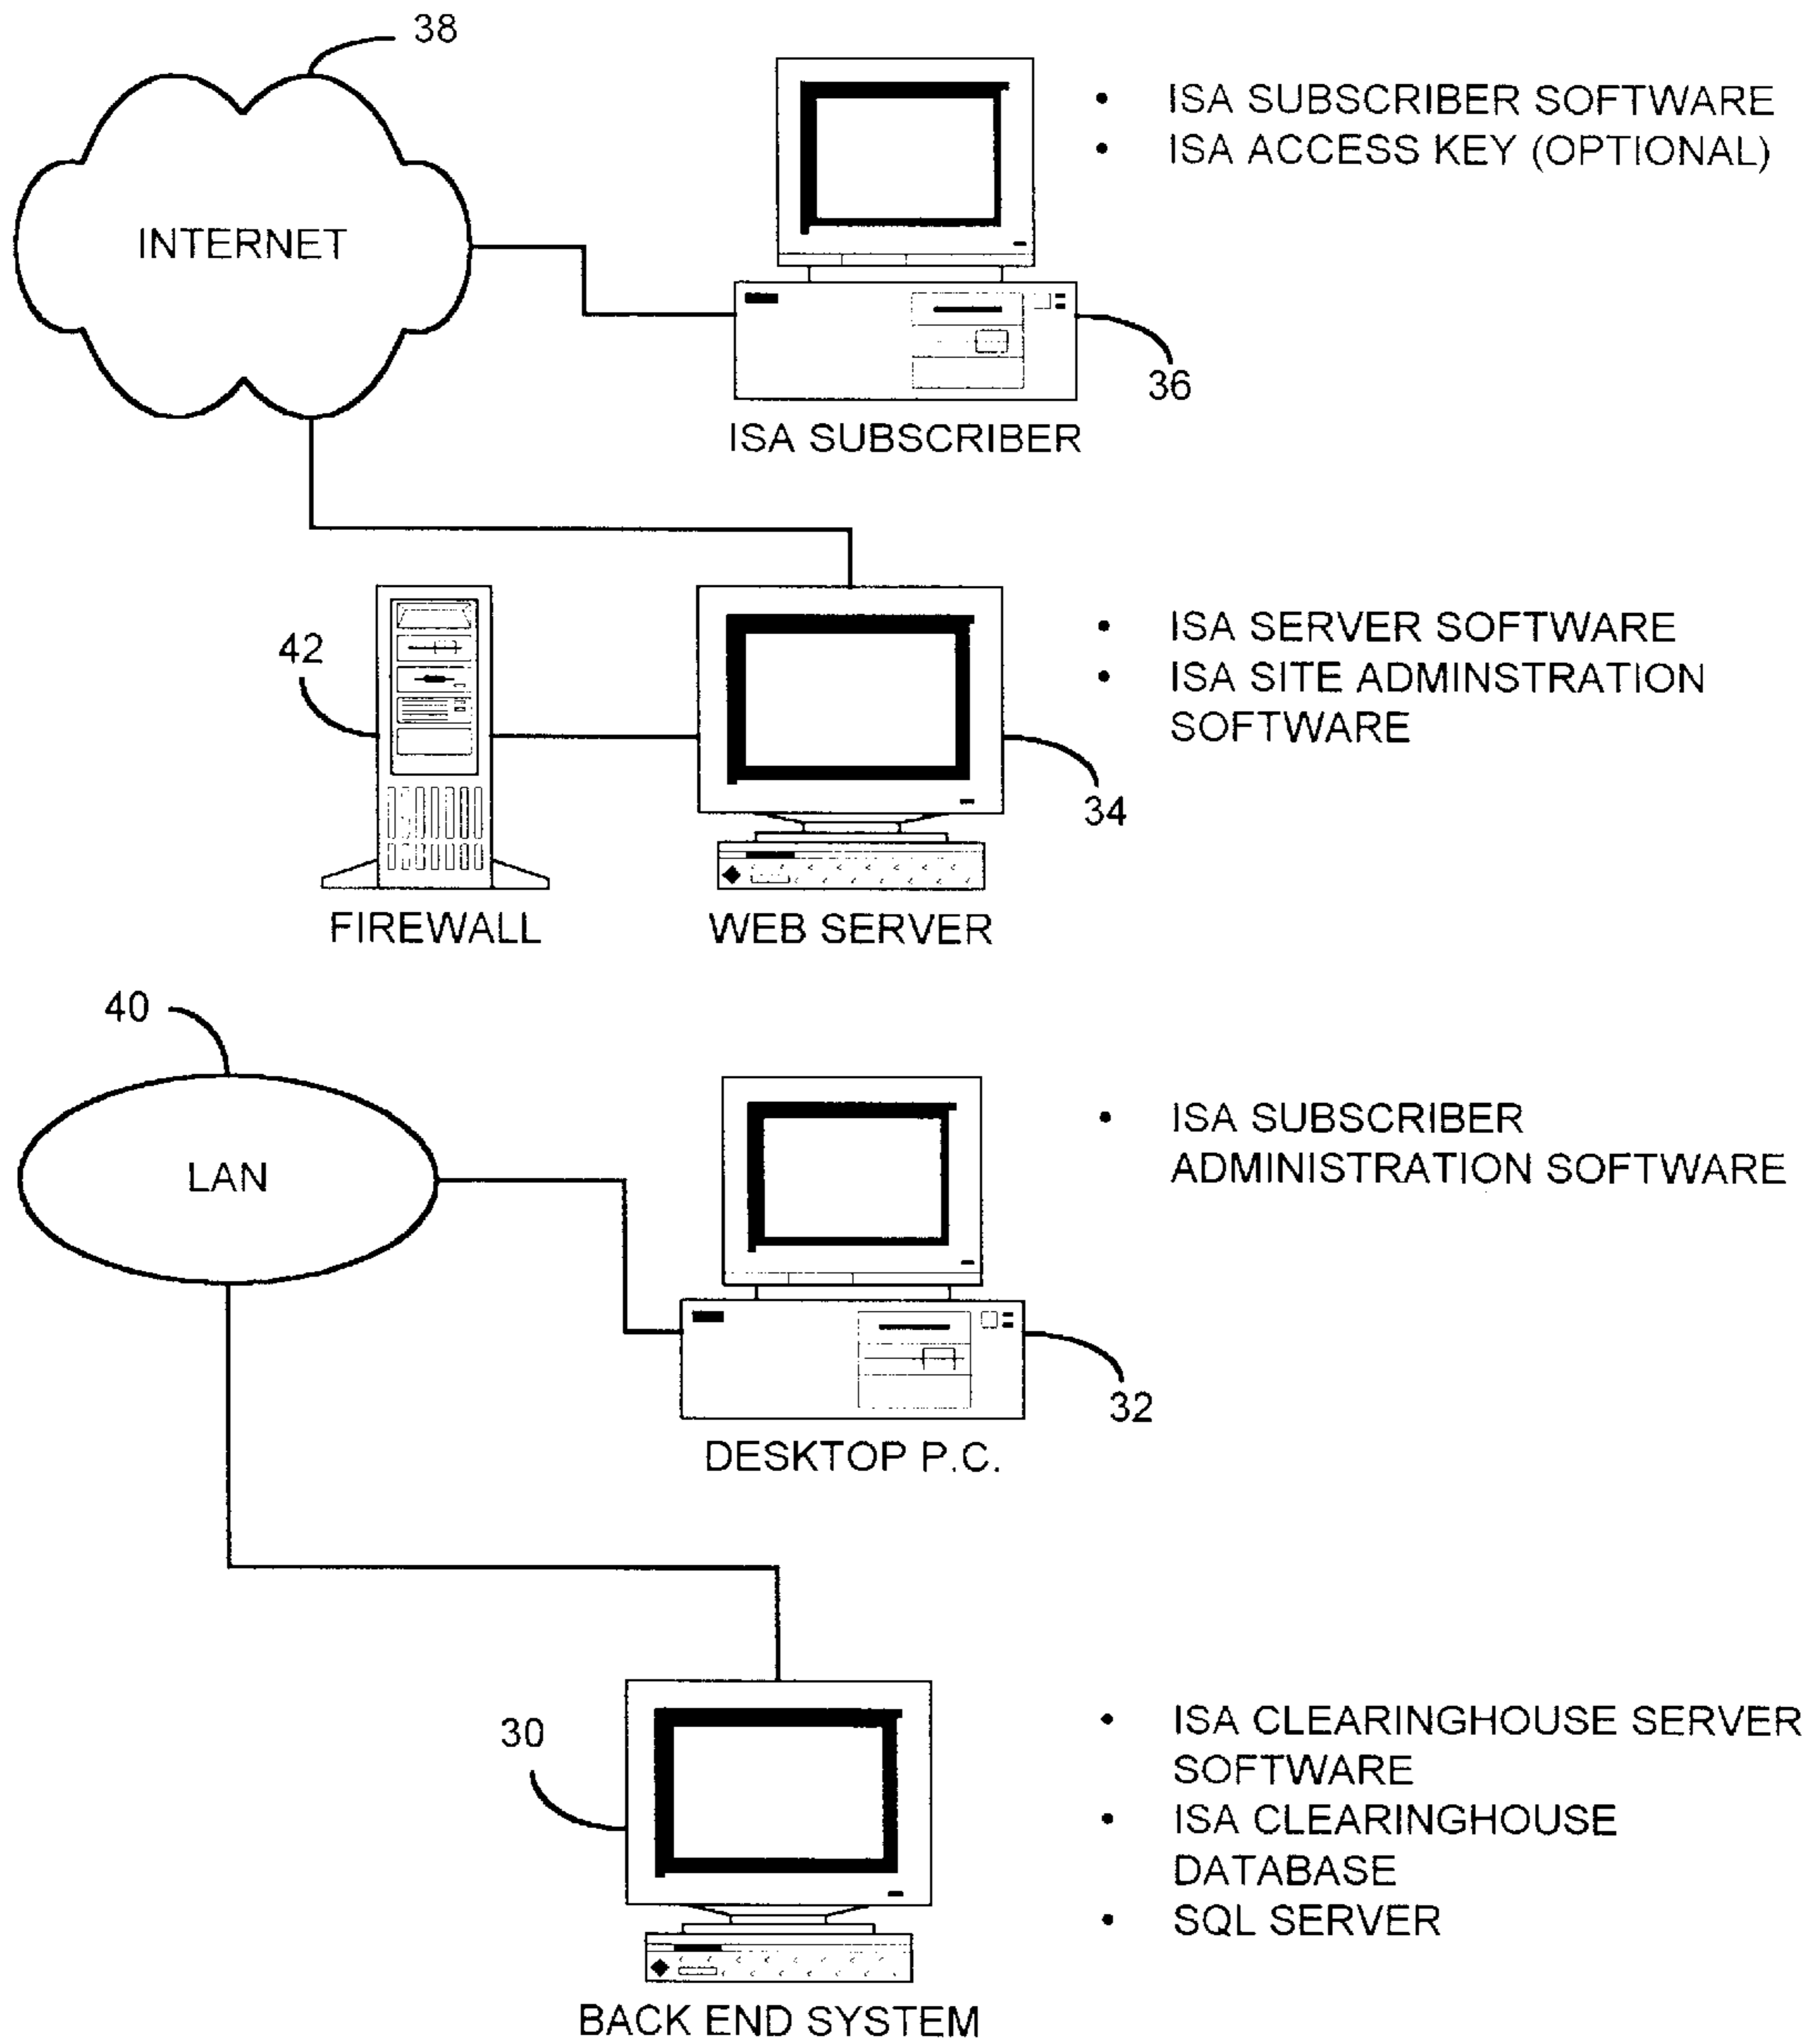 38
• ISA SUBSCRIBER SOFTWARE
• ISA ACCESS KEY (OPTIONAL)
INTERNET
36
ISA SUBSCRIBER
42
• ISA SERVER SOFTWARE
• ISA SITE ADMINSTRATION
SOFTWARE
34
FIREWALL
WEB SERVER
40
• ISA SUBSCRIBER
ADMINISTRATION SOFTWARE
LAN
32
DESKTOP P.C.
30
• ISA CLEARINGHOUSE SERVER
SOFTWARE
• ISA CLEARINGHOUSE
DATABASE
• SQL SERVER
BACK END SYSTEM